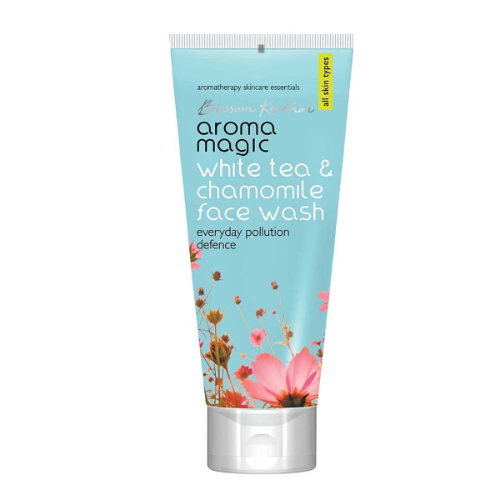 aromatherapy skincare essentials
all skin types
Blossom Kochhar
aroma
magic
white tea &
chamomile
face wash
everyday pollution
defence